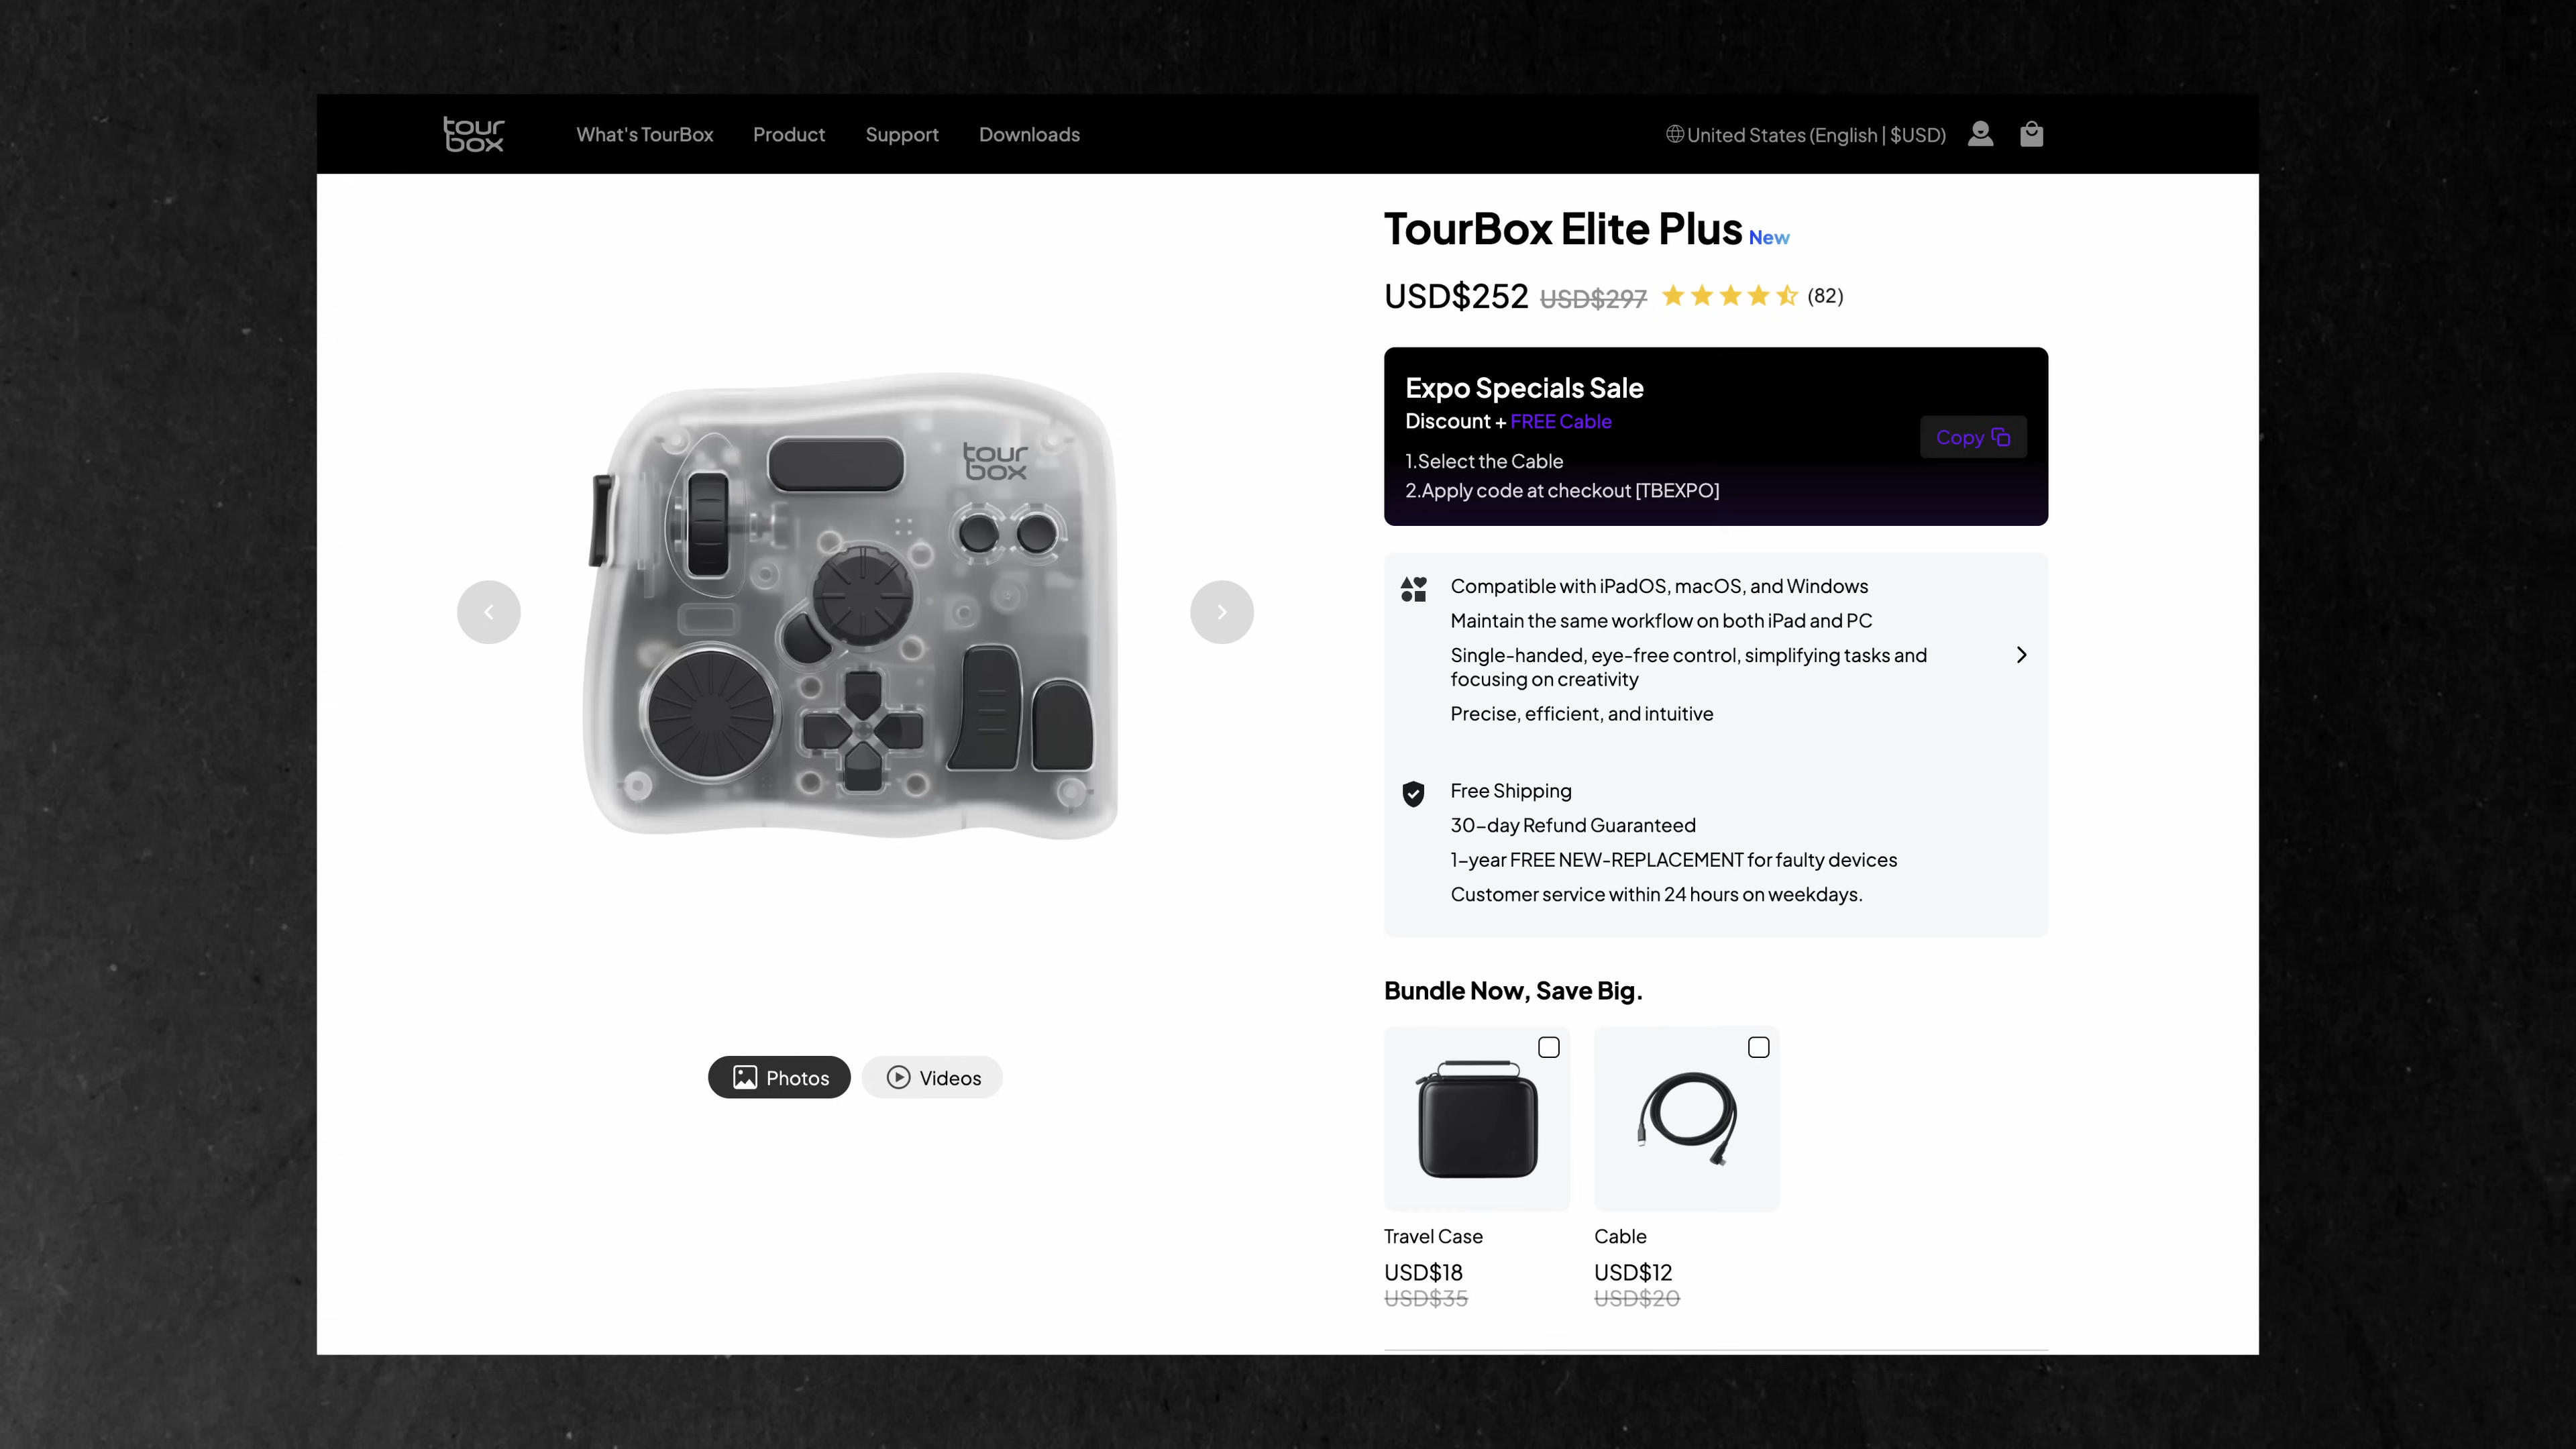 tour
box
What's TourBox
Product
Support
Downloads
United States (English | $USD)
TourBox Elite Plus New
USD$252 USD$297 (82)
Expo Specials Sale
Discount + FREE Cable
Copy
1.Select the Cable
2.Apply code at checkout [TBEXPO]
tour
box
Compatible with iPadOS, macOS, and Windows
Maintain the same workflow on both iPad and PC
Single-handed, eye-free control, simplifying tasks and
focusing on creativity
Precise, efficient, and intuitive
Free Shipping
30-day Refund Guaranteed
1-year FREE NEW-REPLACEMENT for faulty devices
Customer service within 24 hours on weekdays.
Photos
Videos
Bundle Now, Save Big.
Travel Case
USD$18
USD$35
Cable
USD$12
USD$20